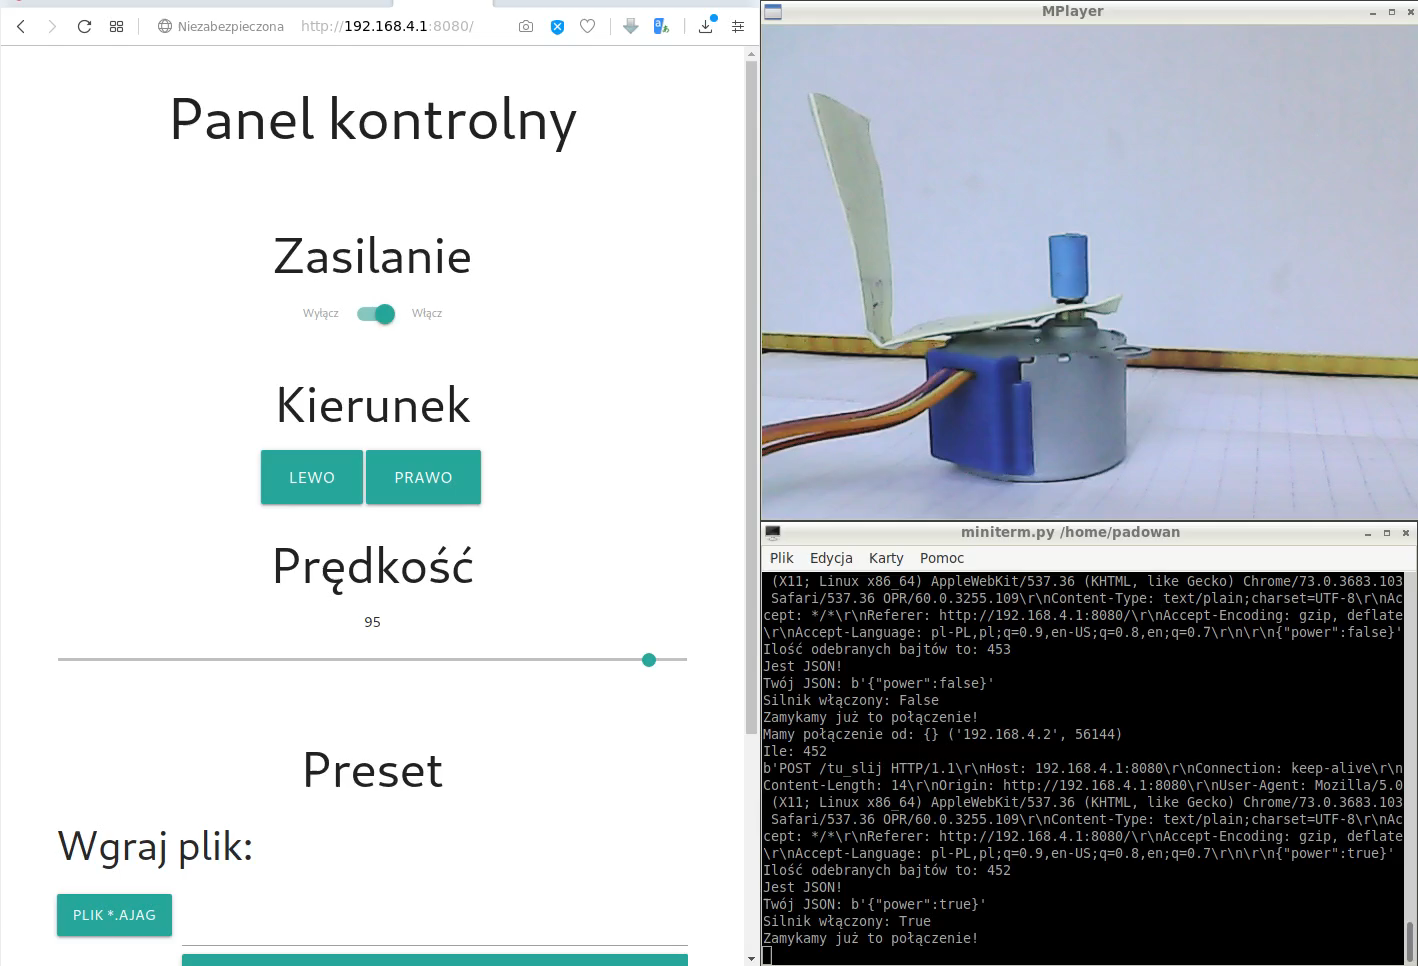 Niezabezpieczona http://192.168.4.1:8080/
Panel kontrolny
Zasilanie
Wyłącz Włącz
Kierunek
LEWO PRAWO
Prędkość
95
Preset
Wgraj plik:
PLIK *.AJAG
MPlayer
miniterm.py /home/padowan
Plik Edycja Karty Pomoc
(X11; Linux x86_64) AppleWebKit/537.36 (KHTML, like Gecko) Chrome/73.0.3683.103
Safari/537.36 OPR/60.0.3255.109\r\nContent-Type: text/plain;charset=UTF-8\r\nAc
cept: */*\r\nReferer: http://192.168.4.1:8080/\r\nAccept-Encoding: gzip, deflate
\r\nAccept-Language: pl-PL,pl;q=0.9,en-US;q=0.8,en;q=0.7\r\n\r\n{"power":false}'
Ilość odebranych bajtów to: 453
Jest JSON!
Twój JSON: b'{"power":false}'
Silnik włączony: False
Zamykamy już to połączenie!
Mamy połączenie od: {} ('192.168.4.2', 56144)
Ile: 452
b'POST /tu_slij HTTP/1.1\r\nHost: 192.168.4.1:8080\r\nConnection: keep-alive\r\n
Content-Length: 14\r\nOrigin: http://192.168.4.1:8080\r\nUser-Agent: Mozilla/5.0
(X11; Linux x86_64) AppleWebKit/537.36 (KHTML, like Gecko) Chrome/73.0.3683.103
Safari/537.36 OPR/60.0.3255.109\r\nContent-Type: text/plain;charset=UTF-8\r\nAc
cept: */*\r\nReferer: http://192.168.4.1:8080/\r\nAccept-Encoding: gzip, deflate
\r\nAccept-Language: pl-PL,pl;q=0.9,en-US;q=0.8,en;q=0.7\r\n\r\n{"power":true}'
Ilość odebranych bajtów to: 452
Jest JSON!
Twój JSON: b'{"power":true}'
Silnik włączony: True
Zamykamy już to połączenie!